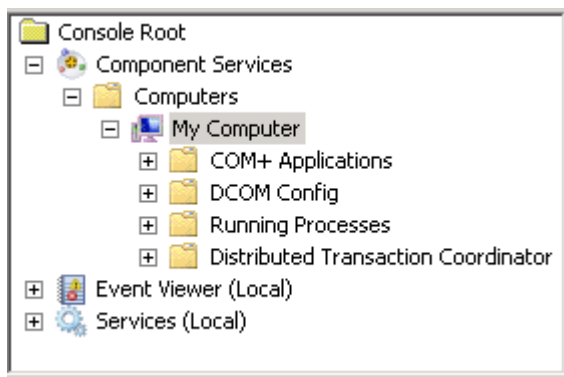 Console Root
Component Services
Computers
My Computer
COM+ Applications
DCOM Config
Running Processes
Distributed Transaction Coordinator
Event Viewer (Local)
Services (Local)